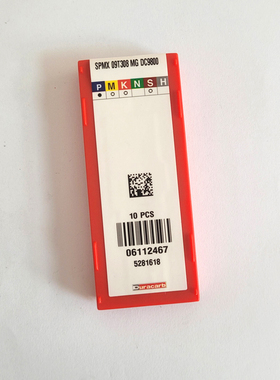 SPMX 09T308 MG DC9800
P M K N S H
10 PCS
06112467
5281618
Duracarb